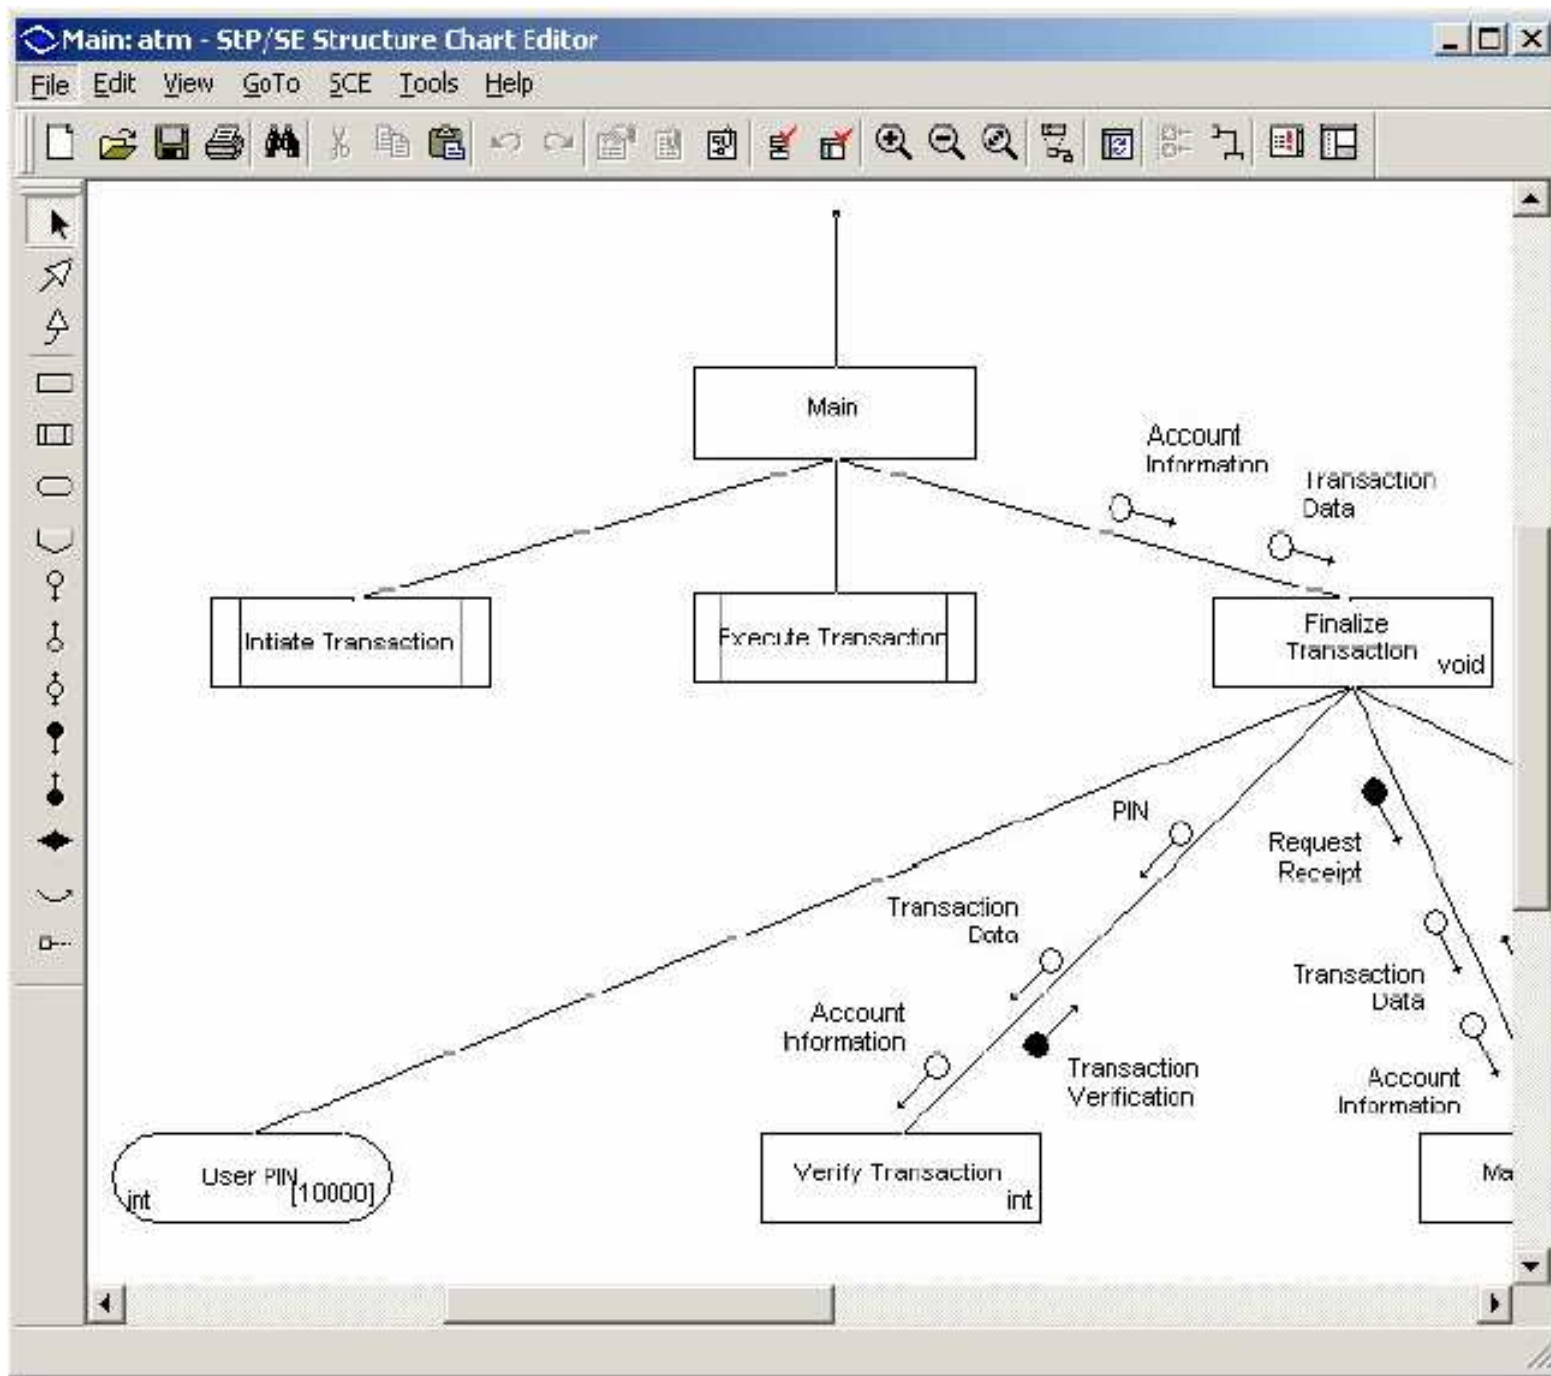 Main: atm - StP/SE Structure Chart Editor
File Edit View GoTo SCE Tools Help
Main
Account
Information
Transaction
Data
Intiate Transaction
Execute Transaction
Finalize
Transaction
void
PIN
Request
Receipt
Transaction
Data
Transaction
Data
Account
Information
Transaction
Verification
Account
Information
User PIN
int
[10000]
Verify Transaction
int
Ma